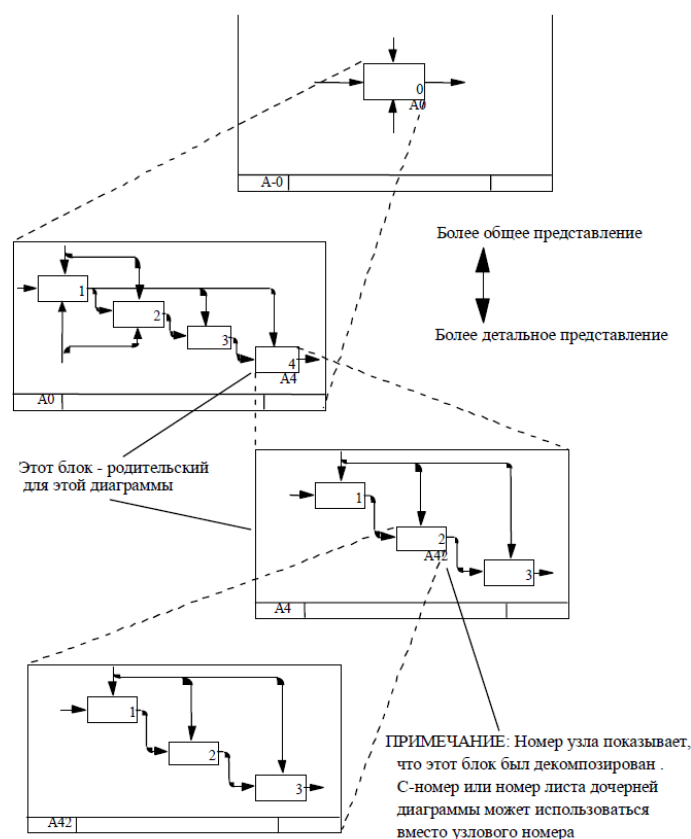 0
A0
A-0
Более общее представление
Более детальное представление
1
2
3
4
A4
A0
Этот блок - родительский
для этой диаграммы
1
2
A42
3
A4
1
2
3
A42
ПРИМЕЧАНИЕ: Номер узла показывает,
что этот блок был декомпозирован .
С-номер или номер листа дочерней
диаграммы может использоваться
вместо узлового номера